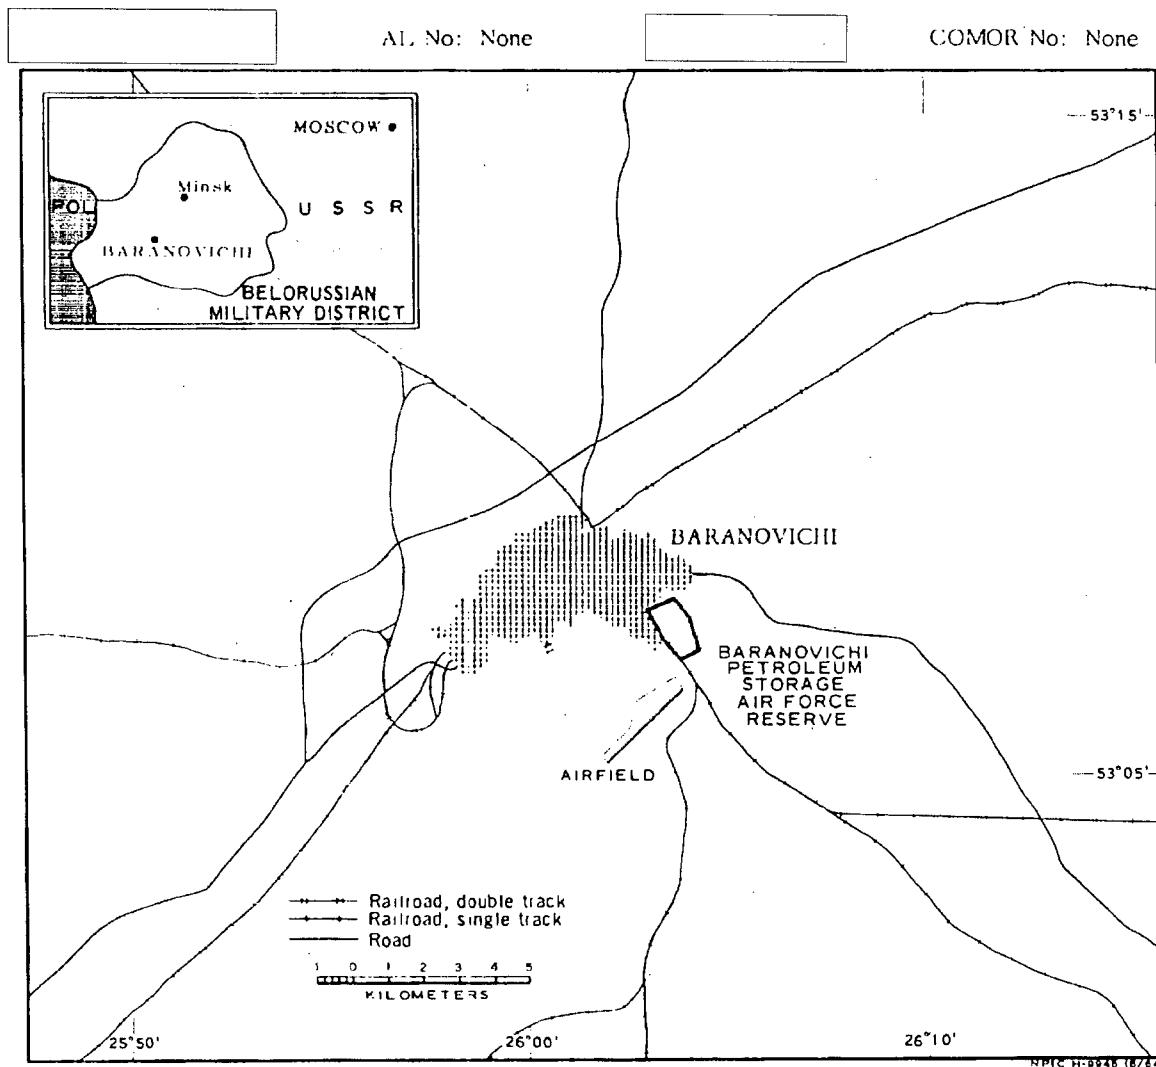 AL No: None
COMOR No: None
53°15'
MOSCOW
Minsk
POL
U S S R
BARANOVICHI
BELORUSSIAN
MILITARY DISTRICT
BARANOVICHI
BARANOVICHI
PETROLEUM
STORAGE
AIR FORCE
RESERVE
AIRFIELD
53°05'
Railroad, double track
Railroad, single track
Road
1 0 1 2 3 4 5
KILOMETERS
25°50'
26°00'
26°10'
NPIC H-9946